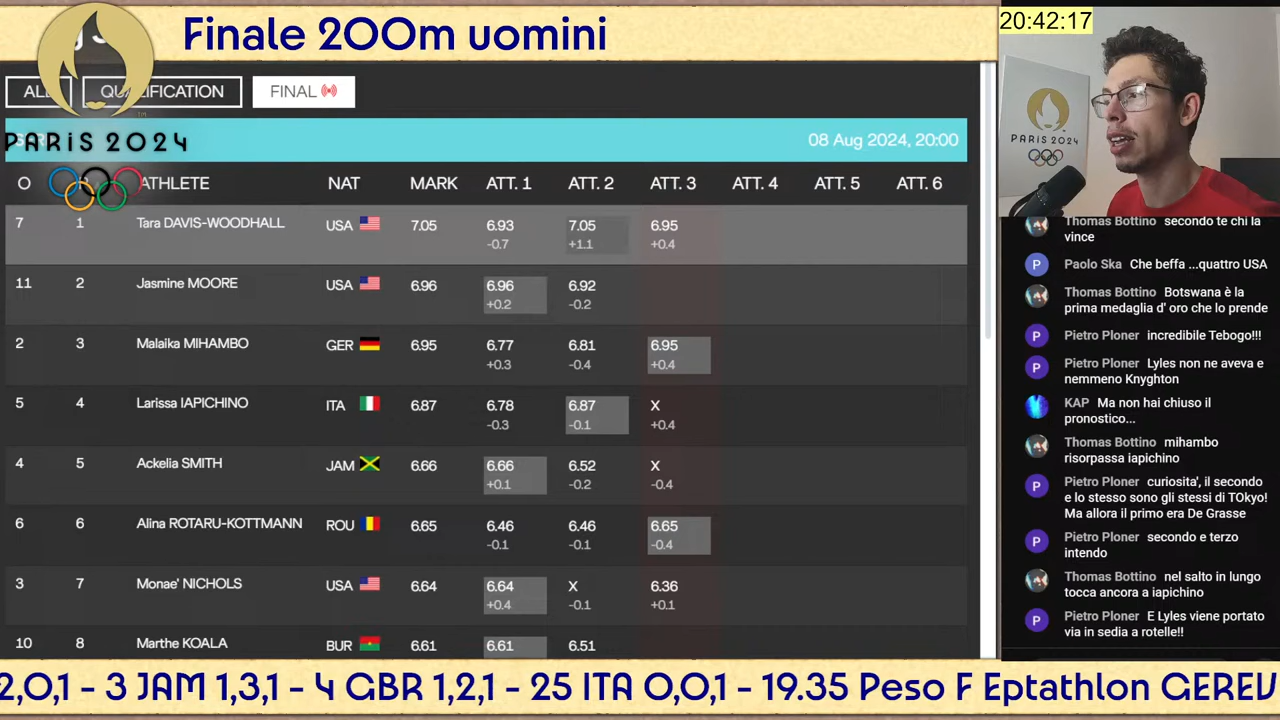 Finale 200m uomini
20:42:17
ALL QUALIFICATION FINAL
PARIS 2024
08 Aug 2024, 20:00
O ATHLETE NAT MARK ATT. 1 ATT. 2 ATT. 3 ATT. 4 ATT. 5 ATT. 6
7 1 Tara DAVIS-WOODHALL USA 7.05 6.93 7.05 6.95
-0.7 +1.1 +0.4
11 2 Jasmine MOORE USA 6.96 6.96 6.92
+0.2 -0.2
2 3 Malaika MIHAMBO GER 6.95 6.77 6.81 6.95
+0.3 -0.4 +0.4
5 4 Larissa IAPICHINO ITA 6.87 6.78 6.87 X
-0.3 -0.1 +0.4
4 5 Ackelia SMITH JAM 6.66 6.66 6.52 X
+0.1 -0.2 -0.4
6 6 Alina ROTARU-KOTTMANN ROU 6.65 6.46 6.46 6.65
-0.1 -0.1 -0.4
3 7 Monae' NICHOLS USA 6.64 6.64 X 6.36
+0.4 -0.1 +0.1
10 8 Marthe KOALA BUR 6.61 6.61 6.51
PARIS 2024
Thomas Bottino secondo te chi la
vince
P Paolo Ska Che beffa ...quattro USA
Thomas Bottino Botswana è la
prima medaglia d' oro che lo prende
P Pietro Ploner incredibile Tebogo!!!
P Pietro Ploner Lyles non ne aveva e
nemmeno Knyghton
KAP Ma non hai chiuso il
pronostico...
Thomas Bottino mihambo
risorpassa iapichino
P Pietro Ploner curiosita', il secondo
e lo stesso sono gli stessi di TOkyo!
Ma allora il primo era De Grasse
P Pietro Ploner secondo e terzo
intendo
Thomas Bottino nel salto in lungo
tocca ancora a iapichino
P Pietro Ploner E Lyles viene portato
via in sedia a rotelle!!
2,0,1 - 3 JAM 1,3,1 - 4 GBR 1,2,1 - 25 ITA 0,0,1 - 19.35 Peso F Eptathlon GEREV